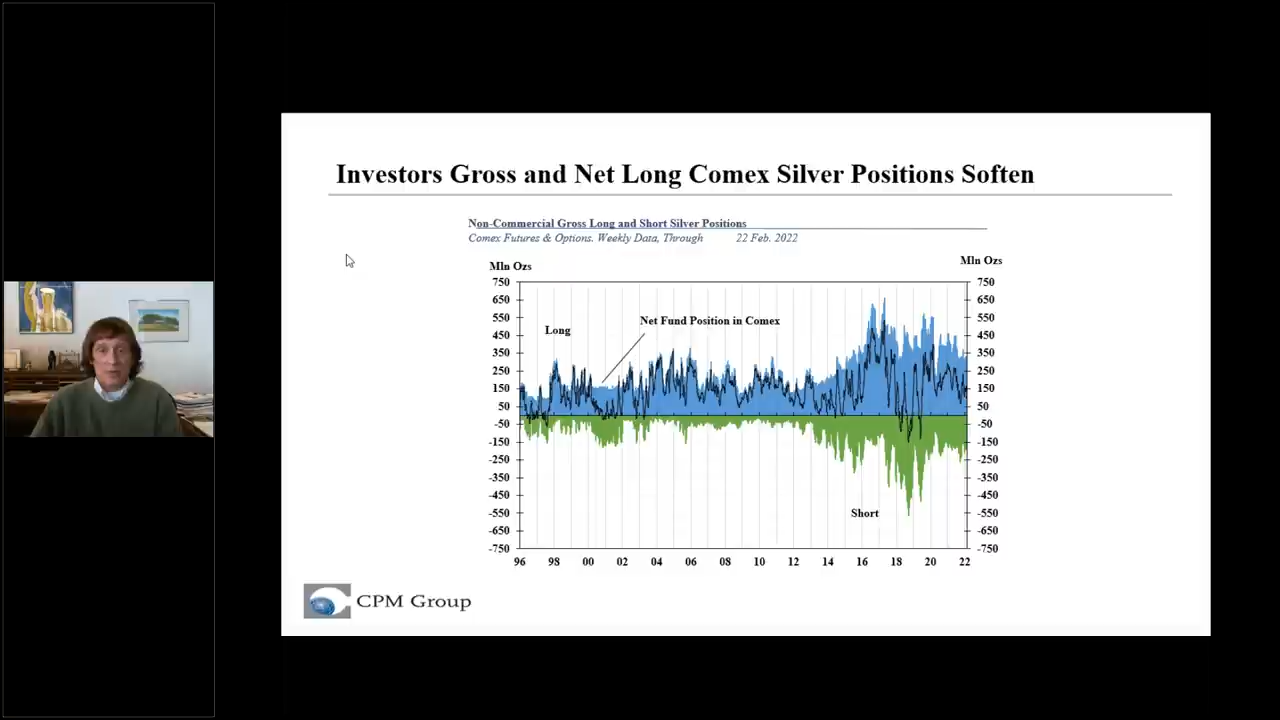 Investors Gross and Net Long Comex Silver Positions Soften
Non-Commercial Gross Long and Short Silver Positions
Comex Futures & Options. Weekly Data, Through 22 Feb. 2022
Mln Ozs Mln Ozs
750 750
650 650
Net Fund Position in Comex
550 550
Long
450 450
350 350
250 250
150 150
50 50
-50 -50
-150 -150
-250 -250
-350 -350
-450 -450
Short
-550 -550
-650 -650
-750 -750
96 98 00 02 04 06 08 10 12 14 16 18 20 22
CPM Group